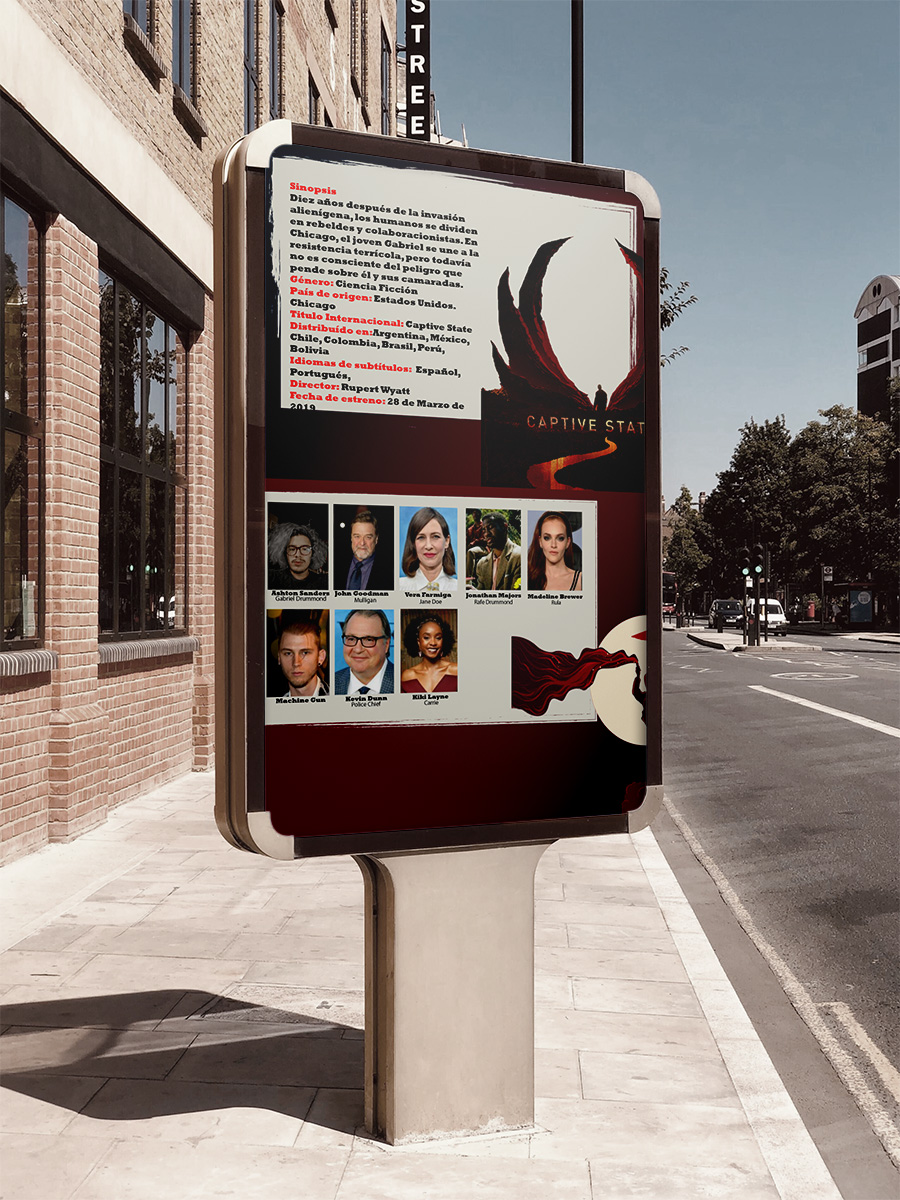 STREE
Sinopsis
Diez años después de la invasión
alienígena, los humanos se dividen
en rebeldes y colaboracionistas. En
Chicago, el joven Gabriel se une a la
resistencia terrícola, pero todavía
no es consciente del peligro que
pende sobre él y sus camaradas.
Género: Ciencia Ficción
País de origen: Estados Unidos.
Chicago
Titulo Internacional: Captive State
Distribuído en:Argentina, México,
Chile, Colombia, Brasil, Perú,
Bolivia
Idiomas de subtítulos: Español,
Portugués,
Director: Rupert Wyatt
Fecha de estreno: 28 de Marzo de
2019
CAPTIVE STAT
Ashton Sanders
Gabriel Drummond
John Goodman
Mulligan
Vera Farmiga
Jane Doe
Jonathan Majors
Rafe Drummond
Madeline Brewer
Rula
Machine Gun
Kevin Dunn
Police Chief
Kiki Layne
Carrie